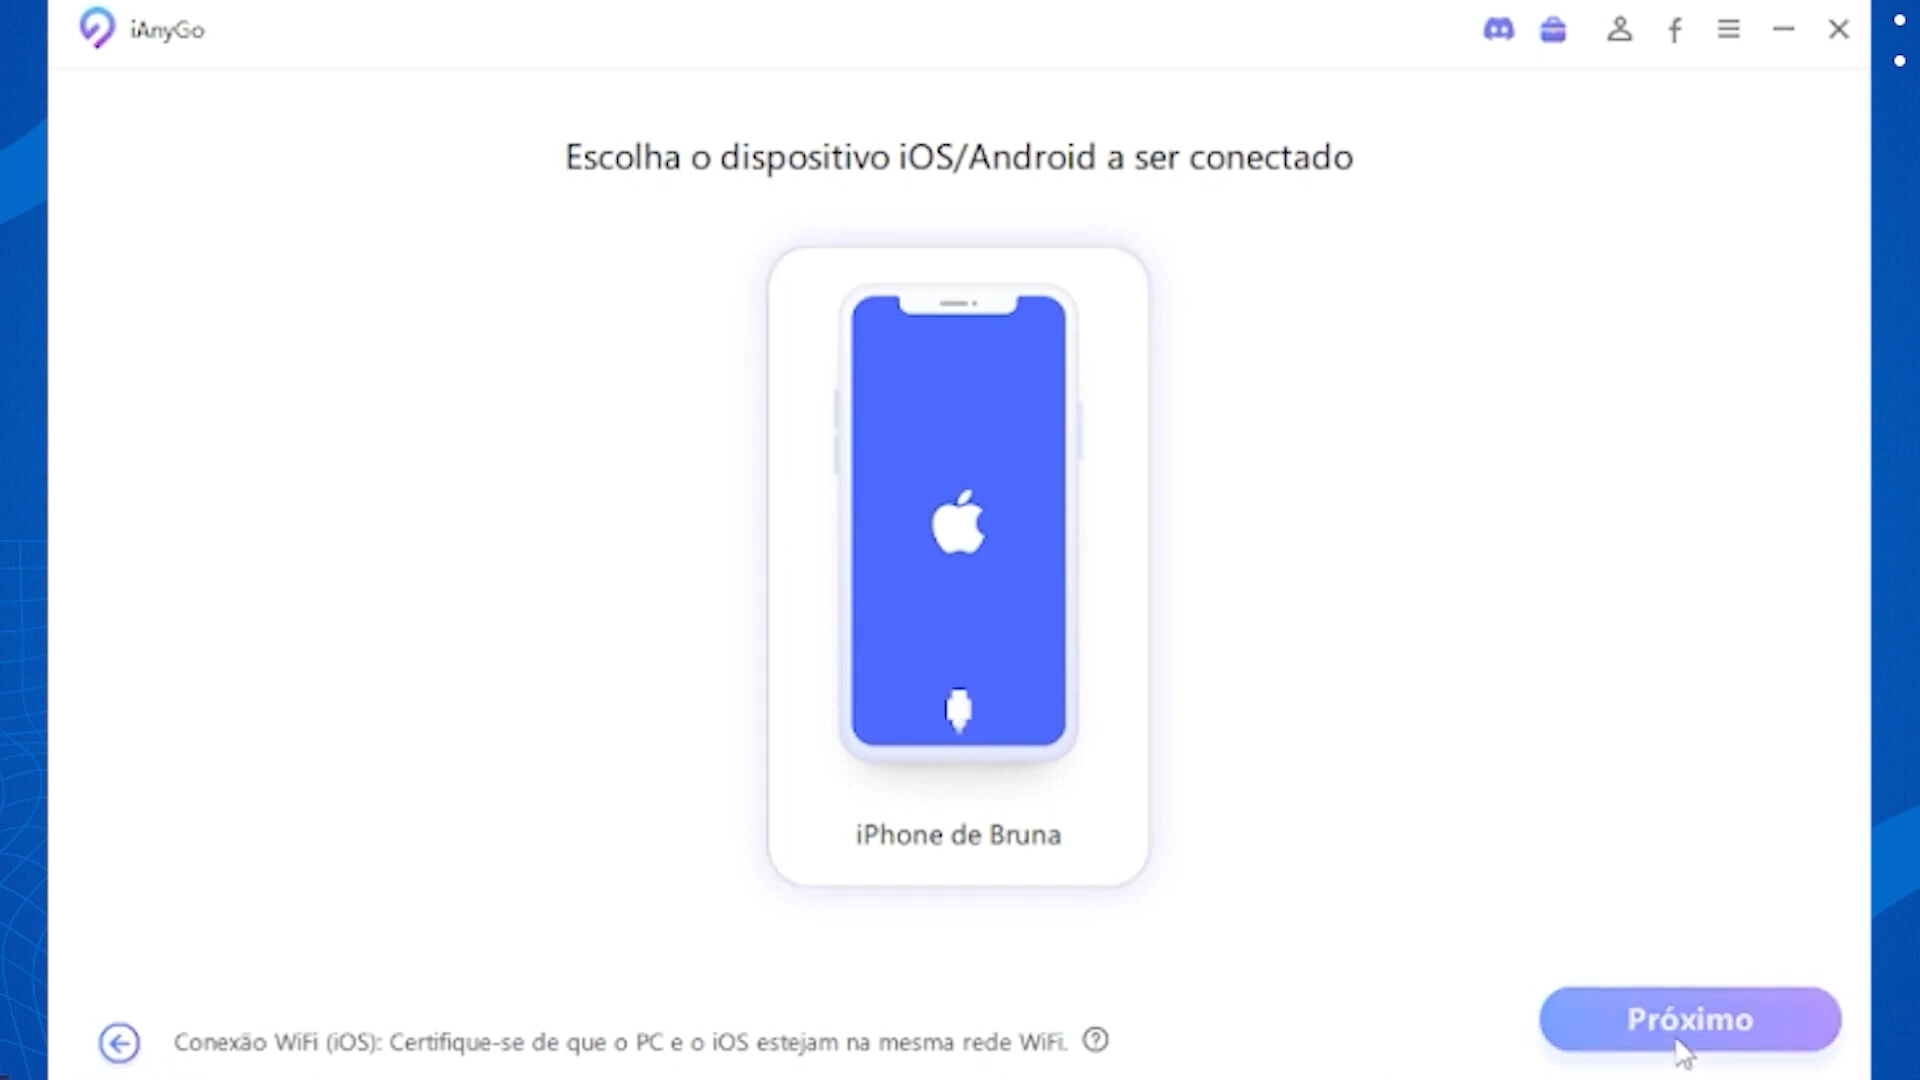 iAnyGo
Escolha o dispositivo iOS/Android a ser conectado
iPhone de Bruna
Próximo
Conexão WiFi (iOS): Certifique-se de que o PC e o iOS estejam na mesma rede WiFi.